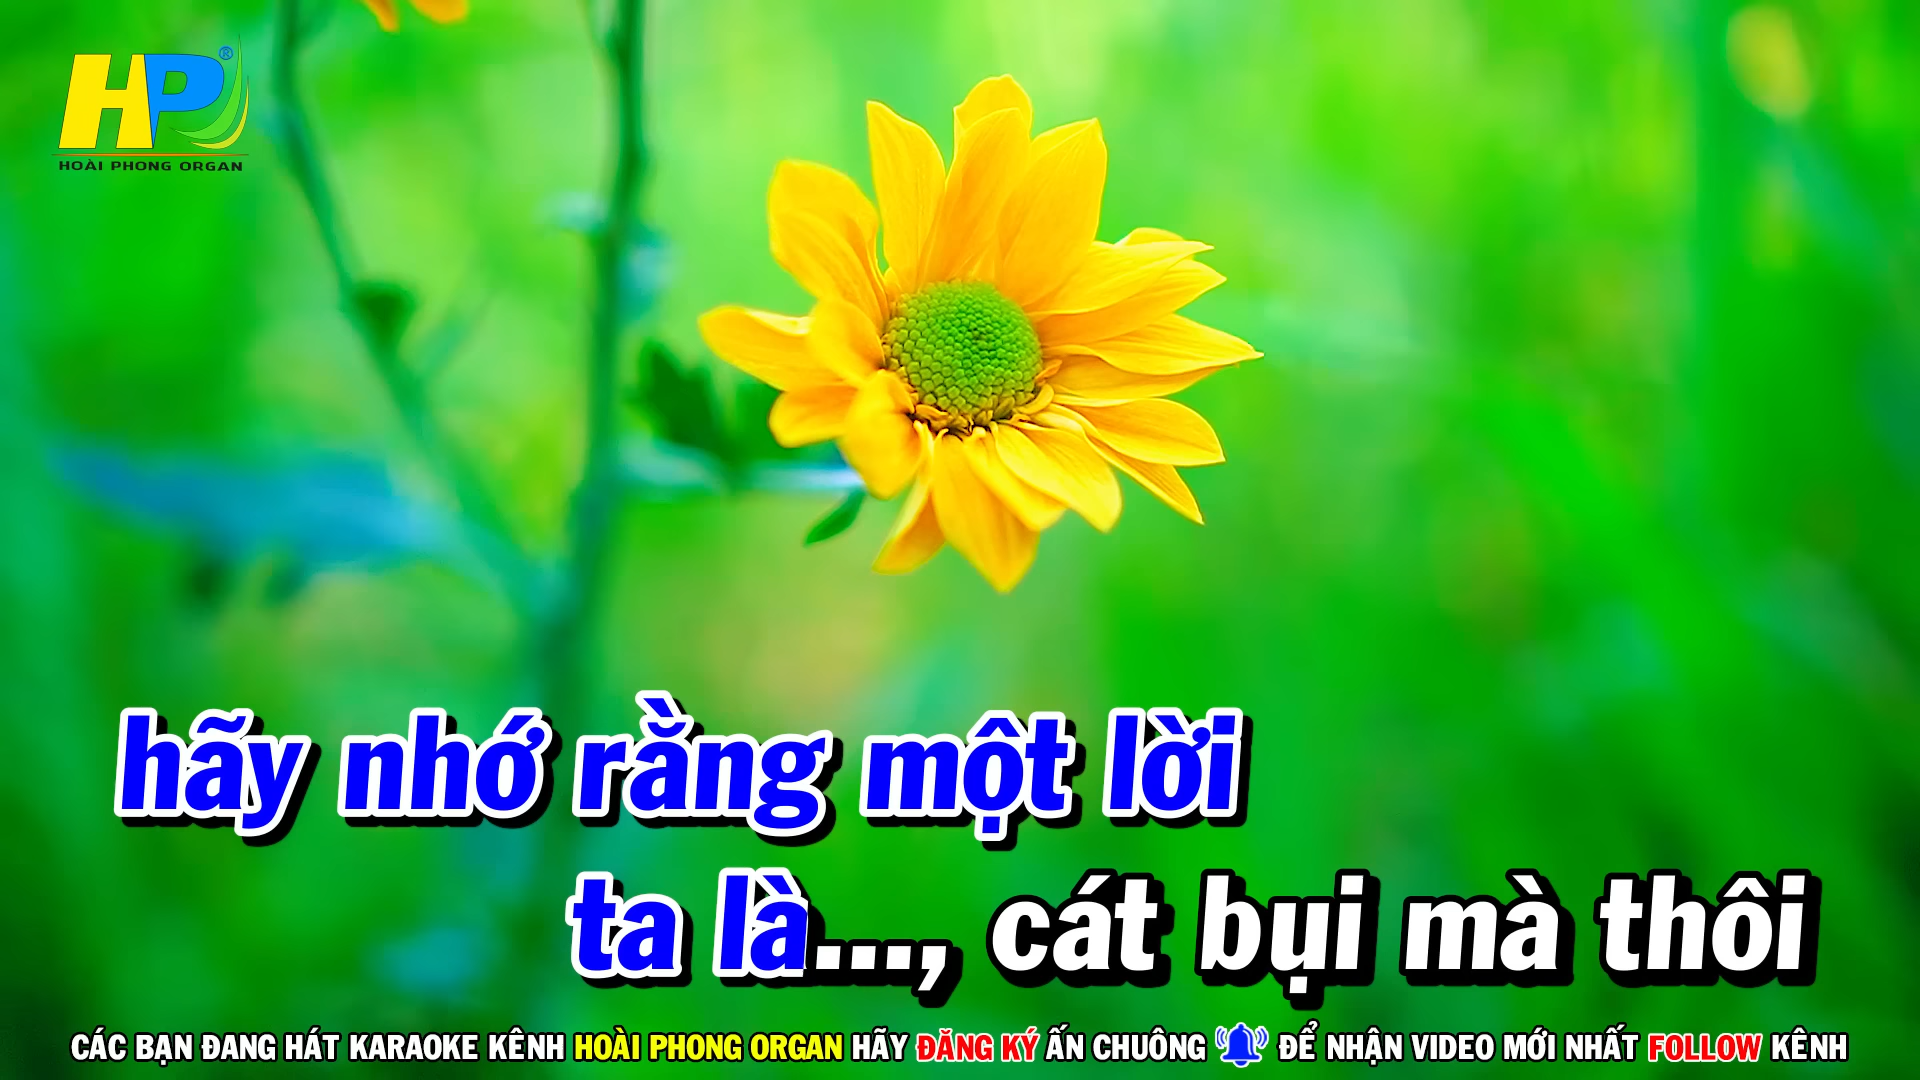 HP®
HOÀI PHONG ORGAN
hãy nhớ rằng một lời
ta là..., cát bụi mà thôi
CÁC BẠN ĐANG HÁT KARAOKE KÊNH HOÀI PHONG ORGAN HÃY ĐĂNG KÝ ẤN CHUÔNG ĐỂ NHẬN VIDEO MỚI NHẤT FOLLOW KÊNH